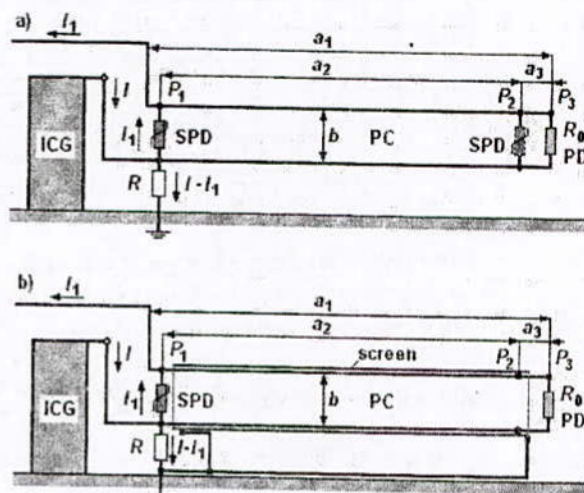 a)
I₁
a₁
a₂
a₃
P₁
P₂
P₃
I
I₁
SPD
b
PC
SPD
R₀
PD
ICG
R
I - I₁
b)
I₁
a₁
a₂
a₃
P₁
screen
P₂
P₃
I
I₁
SPD
b
PC
R₀
PD
ICG
R
I-I₁